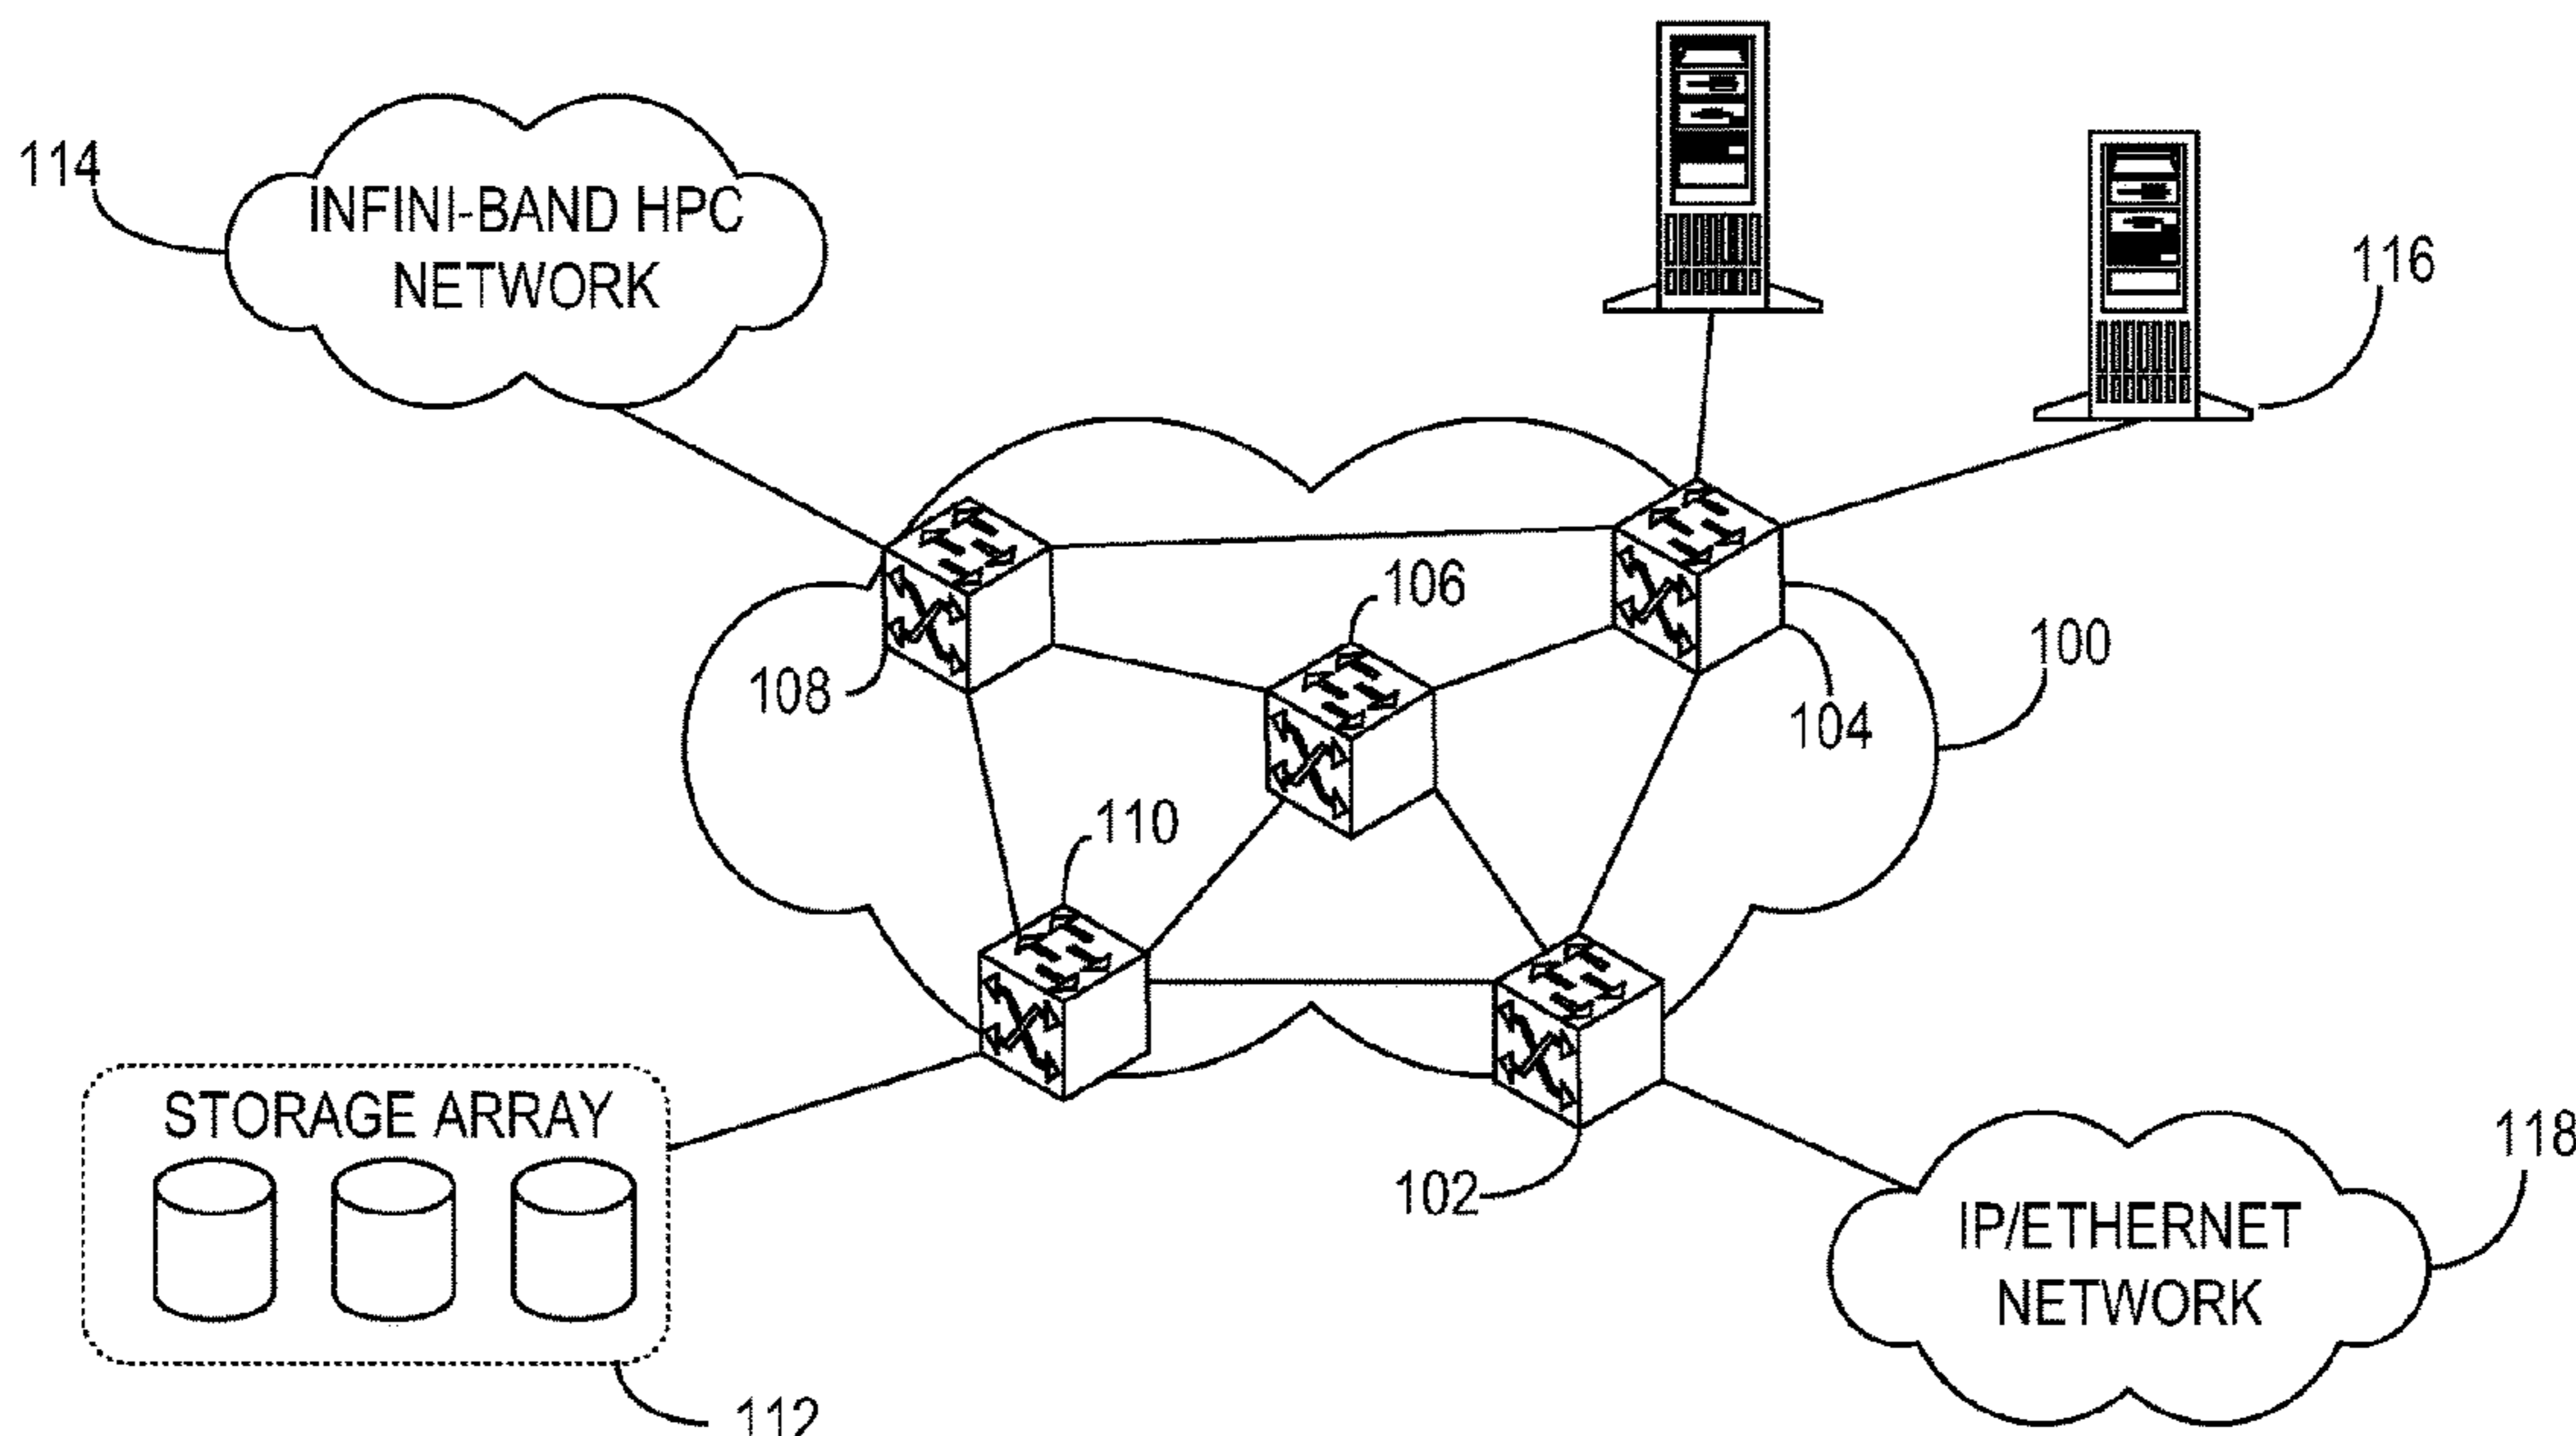 114
INFINI-BAND HPC
NETWORK
116
106
100
108
104
110
STORAGE ARRAY
102
118
IP/ETHERNET
NETWORK
112